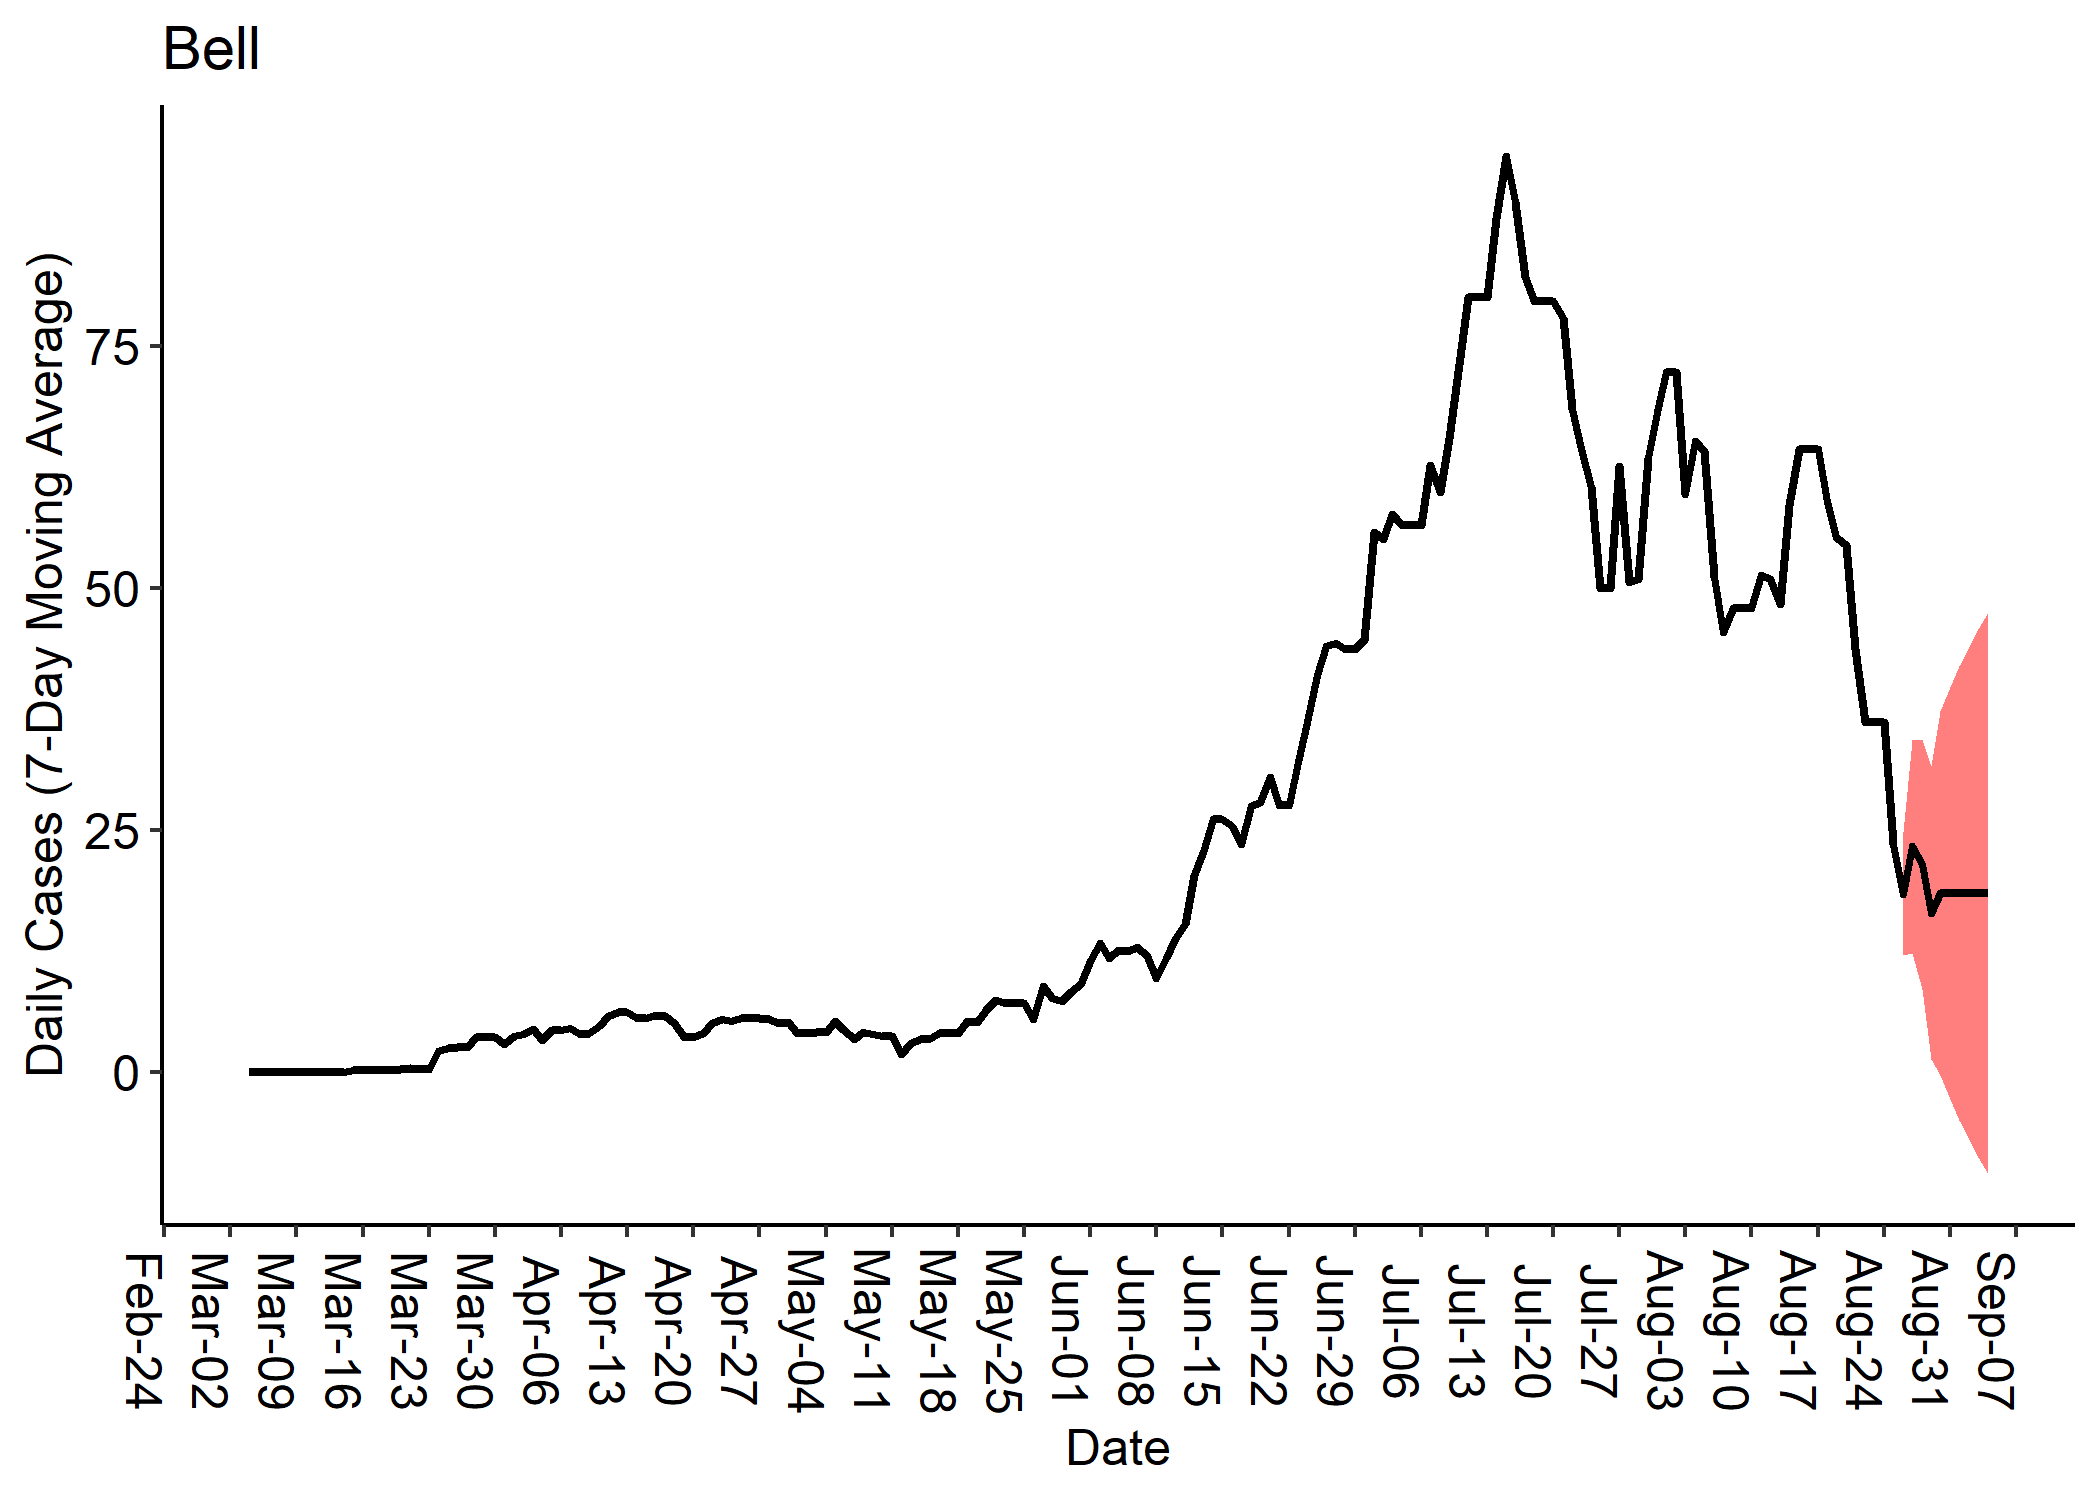 Bell
Daily Cases (7-Day Moving Average)
75
50
25
0
Feb-24
Mar-02
Mar-09
Mar-16
Mar-23
Mar-30
Apr-06
Apr-13
Apr-20
Apr-27
May-04
May-11
May-18
May-25
Jun-01
Jun-08
Jun-15
Jun-22
Jun-29
Jul-06
Jul-13
Jul-20
Jul-27
Aug-03
Aug-10
Aug-17
Aug-24
Aug-31
Sep-07
Date